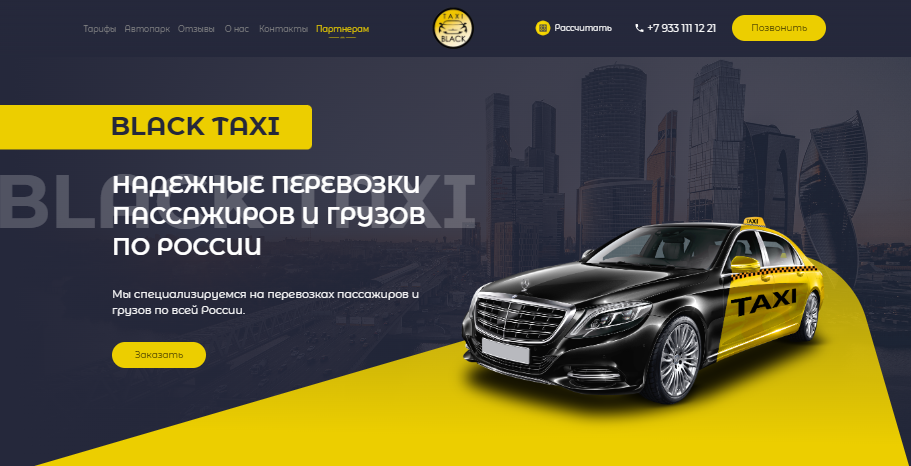 Тарифы Автопарк Отзывы О нас Контакты Партнерам
TAXI
BLACK
Рассчитать
+7 933 111 12 21
Позвонить
BLACK TAXI
BLACK TAXI
НАДЕЖНЫЕ ПЕРЕВОЗКИ
ПАССАЖИРОВ И ГРУЗОВ
ПО РОССИИ
Мы специализируемся на перевозках пассажиров и
грузов по всей России.
Заказать
TAXI
TAXI